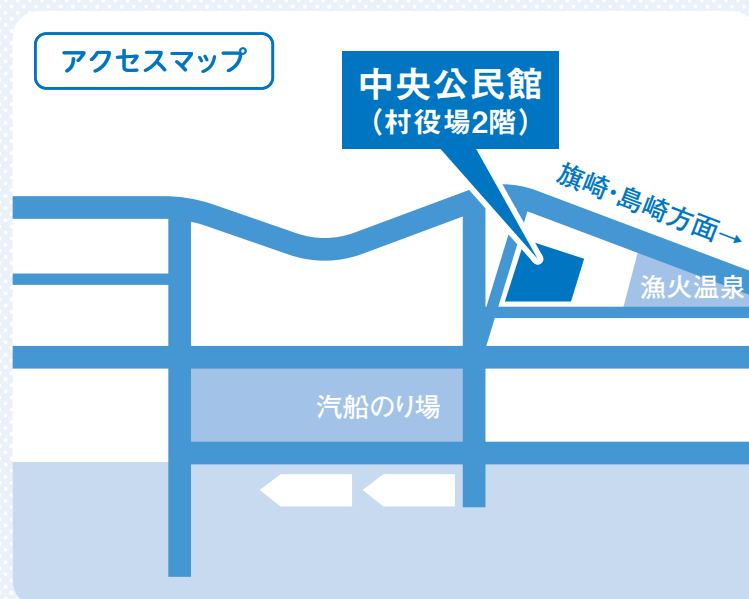 アクセスマップ
中央公民館
（村役場2階）
旗崎・島崎方面→
漁火温泉
汽船のり場